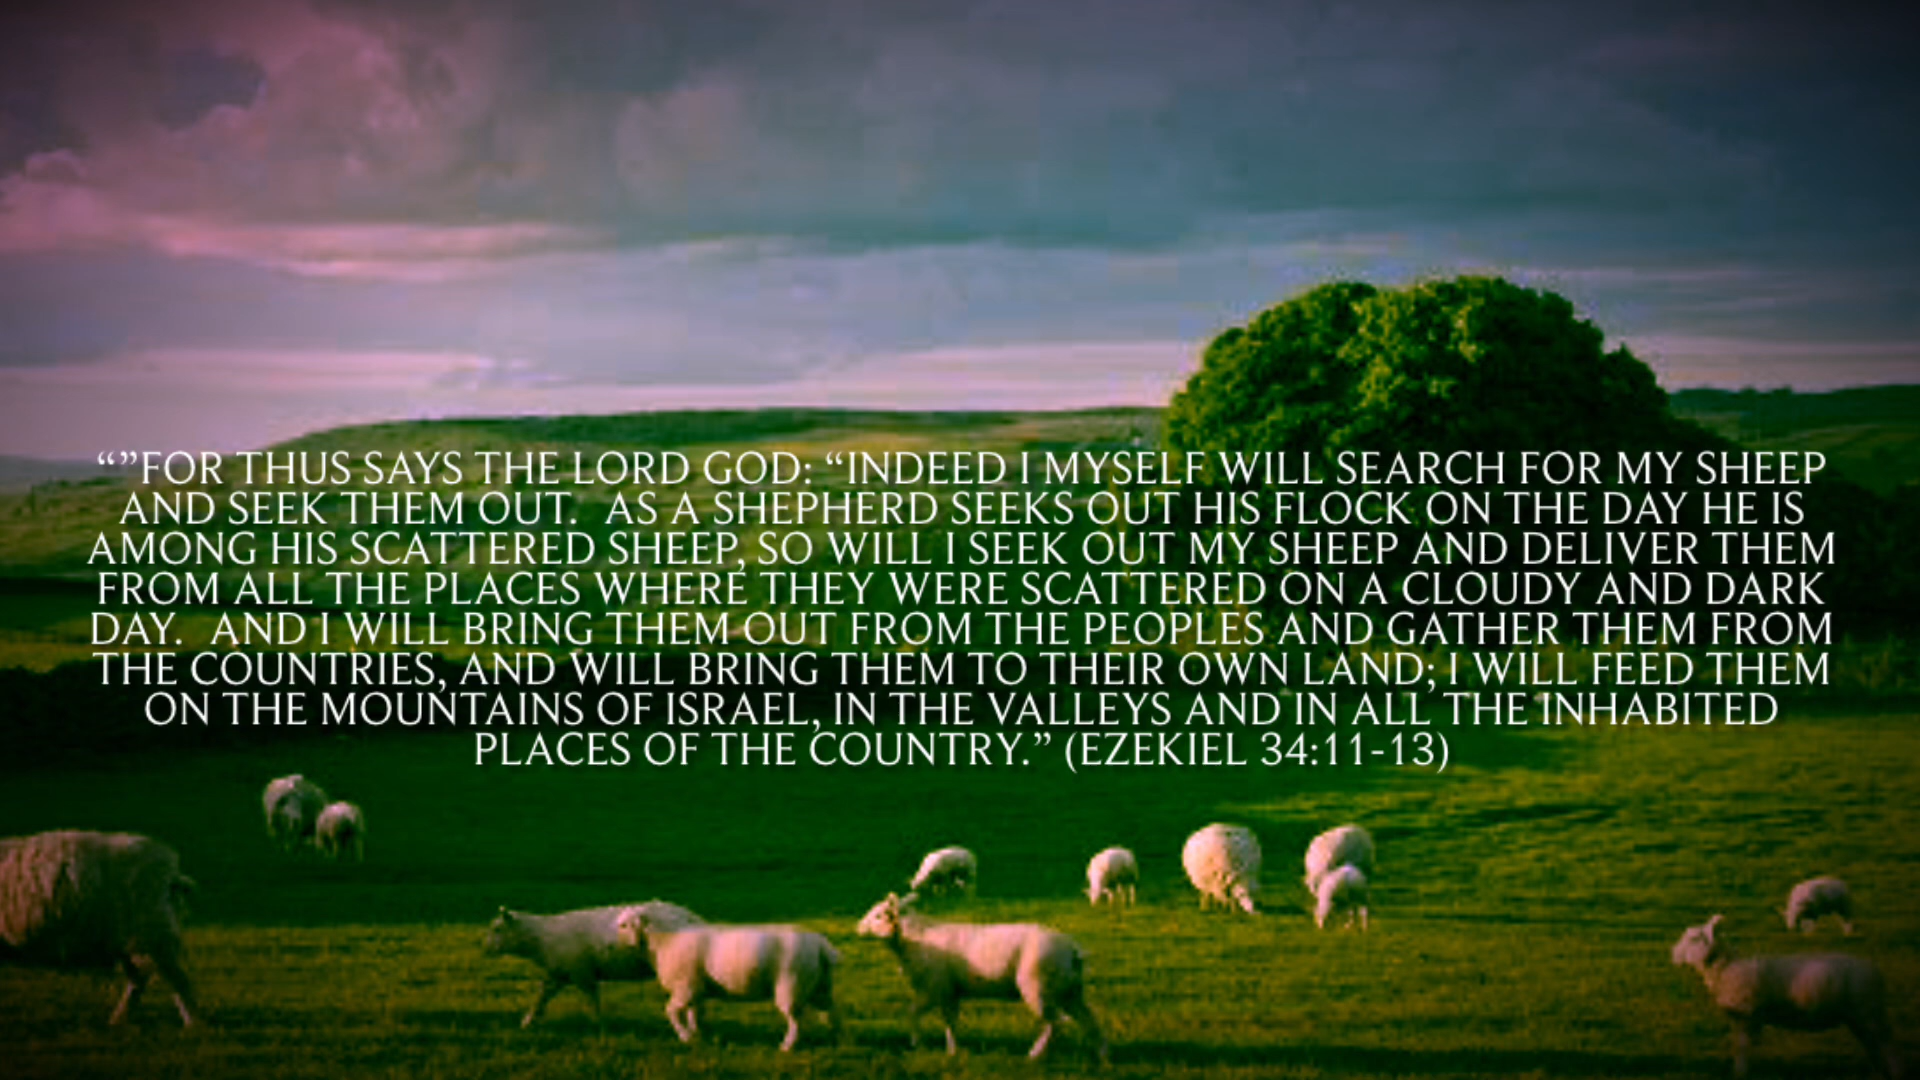 “”FOR THUS SAYS THE LORD GOD: “INDEED I MYSELF WILL SEARCH FOR MY SHEEP
AND SEEK THEM OUT.  AS A SHEPHERD SEEKS OUT HIS FLOCK ON THE DAY HE IS
AMONG HIS SCATTERED SHEEP, SO WILL I SEEK OUT MY SHEEP AND DELIVER THEM
FROM ALL THE PLACES WHERE THEY WERE SCATTERED ON A CLOUDY AND DARK
DAY.  AND I WILL BRING THEM OUT FROM THE PEOPLES AND GATHER THEM FROM
THE COUNTRIES, AND WILL BRING THEM TO THEIR OWN LAND; I WILL FEED THEM
ON THE MOUNTAINS OF ISRAEL, IN THE VALLEYS AND IN ALL THE INHABITED
PLACES OF THE COUNTRY.” (EZEKIEL 34:11-13)